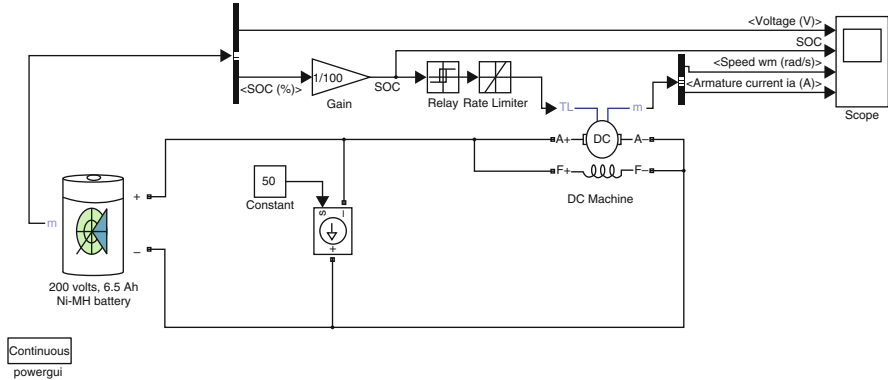 <Voltage (V)>
SOC
<Speed wm (rad/s)>
<Armature current ia (A)>
Scope
<SOC (%)>
1/100
Gain
SOC
Relay
Rate Limiter
TL
m
A+
DC
A−
F+
F−
DC Machine
50
Constant
s
−
+
+
m
−
200 volts, 6.5 Ah
Ni-MH battery
Continuous
powergui